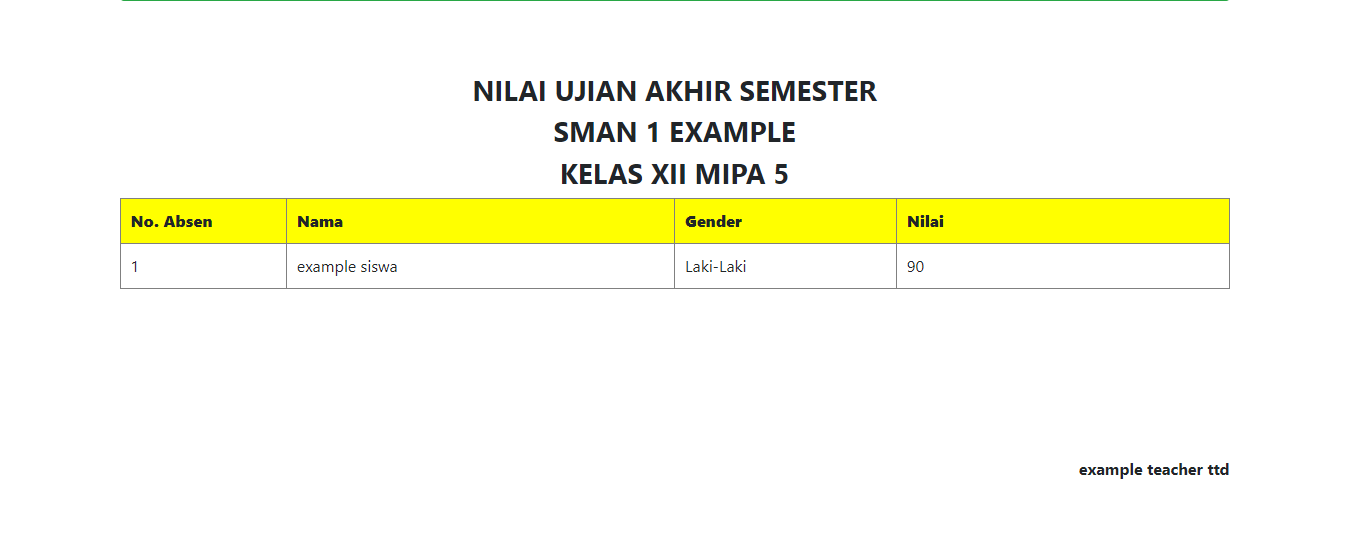 NILAI UJIAN AKHIR SEMESTER
SMAN 1 EXAMPLE
KELAS XII MIPA 5
No. Absen Nama Gender Nilai
1 example siswa Laki-Laki 90
example teacher ttd